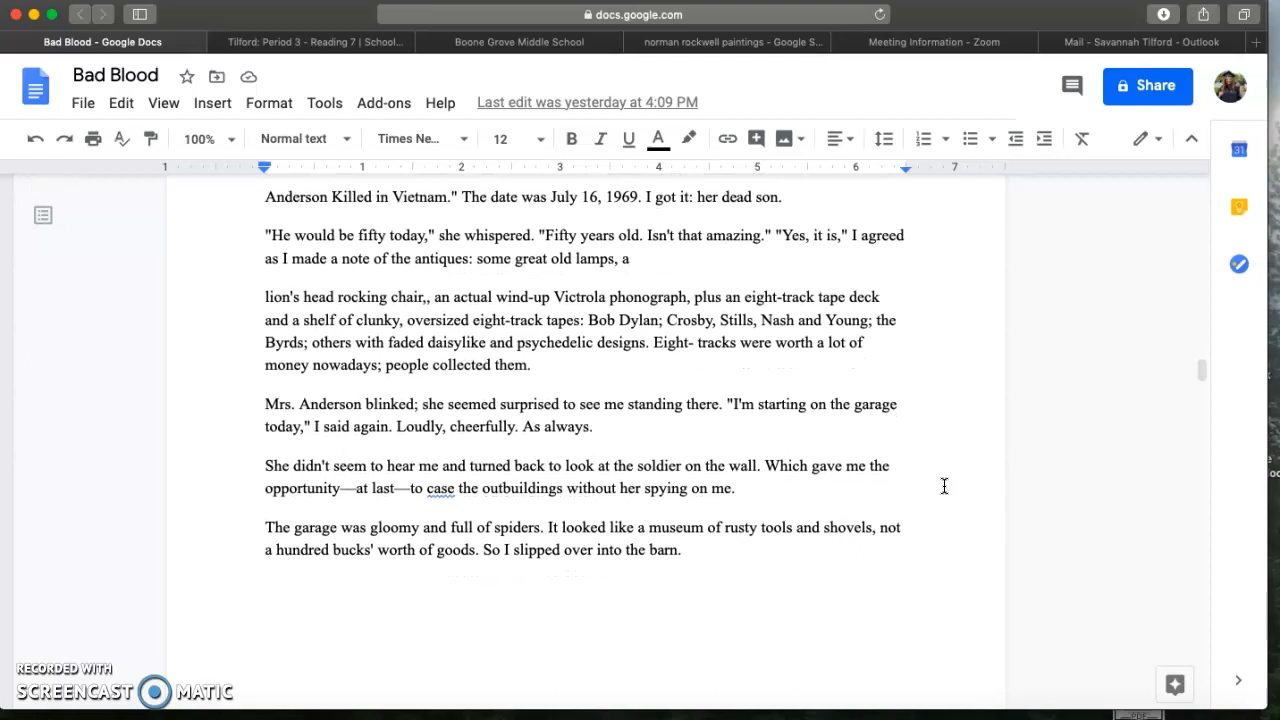 docs.google.com
Bad Blood - Google Docs
Tilford: Period 3 - Reading 7 | School...
Boone Grove Middle School
norman rockwell paintings - Google S...
Meeting Information - Zoom
Mail - Savannah Tilford - Outlook
Bad Blood
File Edit View Insert Format Tools Add-ons Help Last edit was yesterday at 4:09 PM
Share
100% Normal text Times Ne... 12 B I U A
1 1 2 3 4 5 6 7
31
Anderson Killed in Vietnam." The date was July 16, 1969. I got it: her dead son.
"He would be fifty today," she whispered. "Fifty years old. Isn't that amazing." "Yes, it is," I agreed
as I made a note of the antiques: some great old lamps, a
lion's head rocking chair,, an actual wind-up Victrola phonograph, plus an eight-track tape deck
and a shelf of clunky, oversized eight-track tapes: Bob Dylan; Crosby, Stills, Nash and Young; the
Byrds; others with faded daisylike and psychedelic designs. Eight- tracks were worth a lot of
money nowadays; people collected them.
Mrs. Anderson blinked; she seemed surprised to see me standing there. "I'm starting on the garage
today," I said again. Loudly, cheerfully. As always.
She didn't seem to hear me and turned back to look at the soldier on the wall. Which gave me the
opportunity—at last—to case the outbuildings without her spying on me.
The garage was gloomy and full of spiders. It looked like a museum of rusty tools and shovels, not
a hundred bucks' worth of goods. So I slipped over into the barn.
RECORDED WITH
SCREENCAST MATIC